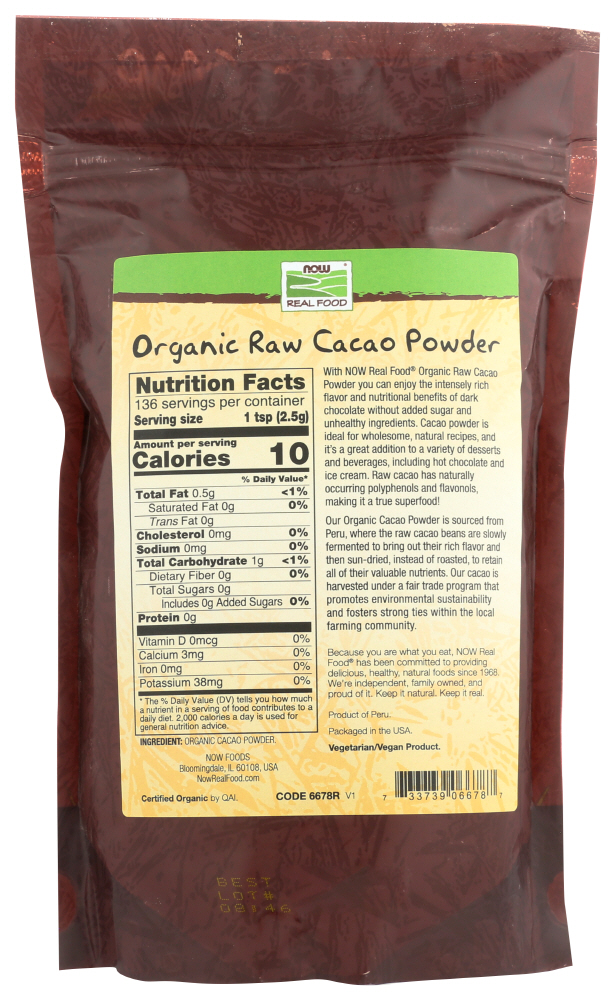 NOW
REAL FOOD
Organic Raw Cacao Powder
Nutrition Facts
136 servings per container
Serving size 1 tsp (2.5g)
Amount per serving
Calories 10
% Daily Value*
Total Fat 0.5g <1%
Saturated Fat 0g 0%
Trans Fat 0g
Cholesterol 0mg 0%
Sodium 0mg 0%
Total Carbohydrate 1g <1%
Dietary Fiber 0g 0%
Total Sugars 0g
Includes 0g Added Sugars 0%
Protein 0g
Vitamin D 0mcg 0%
Calcium 3mg 0%
Iron 0mg 0%
Potassium 38mg 0%
* The % Daily Value (DV) tells you how much
a nutrient in a serving of food contributes to a
daily diet. 2,000 calories a day is used for
general nutrition advice.
INGREDIENT: ORGANIC CACAO POWDER.
NOW FOODS
Bloomingdale, IL 60108, USA
NowRealFood.com
Certified Organic by QAI.
With NOW Real Food® Organic Raw Cacao
Powder you can enjoy the intensely rich
flavor and nutritional benefits of dark
chocolate without added sugar and
unhealthy ingredients. Cacao powder is
ideal for wholesome, natural recipes, and
it's a great addition to a variety of desserts
and beverages, including hot chocolate and
ice cream. Raw cacao has naturally
occurring polyphenols and flavonols,
making it a true superfood!
Our Organic Cacao Powder is sourced from
Peru, where the raw cacao beans are slowly
fermented to bring out their rich flavor and
then sun-dried, instead of roasted, to retain
all of their valuable nutrients. Our cacao is
harvested under a fair trade program that
promotes environmental sustainability
and fosters strong ties within the local
farming community.
Because you are what you eat, NOW Real
Food® has been committed to providing
delicious, healthy, natural foods since 1968.
We're independent, family owned, and
proud of it. Keep it natural. Keep it real.
Product of Peru.
Packaged in the USA.
Vegetarian/Vegan Product.
CODE 6678R V1
7 33739 06678 7
BEST
LOT#